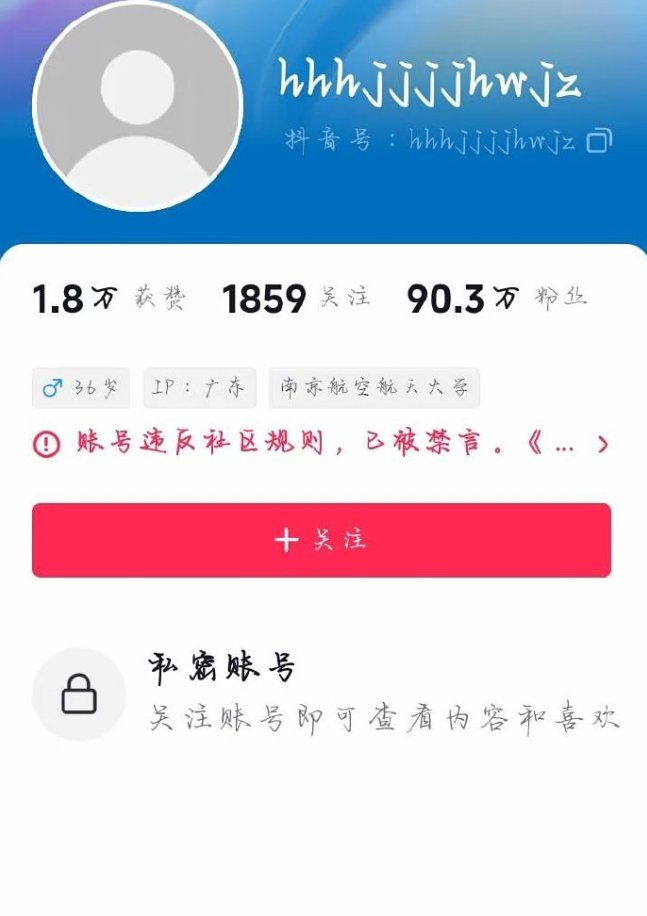 hhhjjjjhwjz
抖音号：hhhjjjjhwjz
1.8万 获赞 1859 关注 90.3万 粉丝
36岁 IP：广东 南京航空航天大学
账号违反社区规则，已被禁言。《 ...
关注
私密账号
关注账号即可查看内容和喜欢